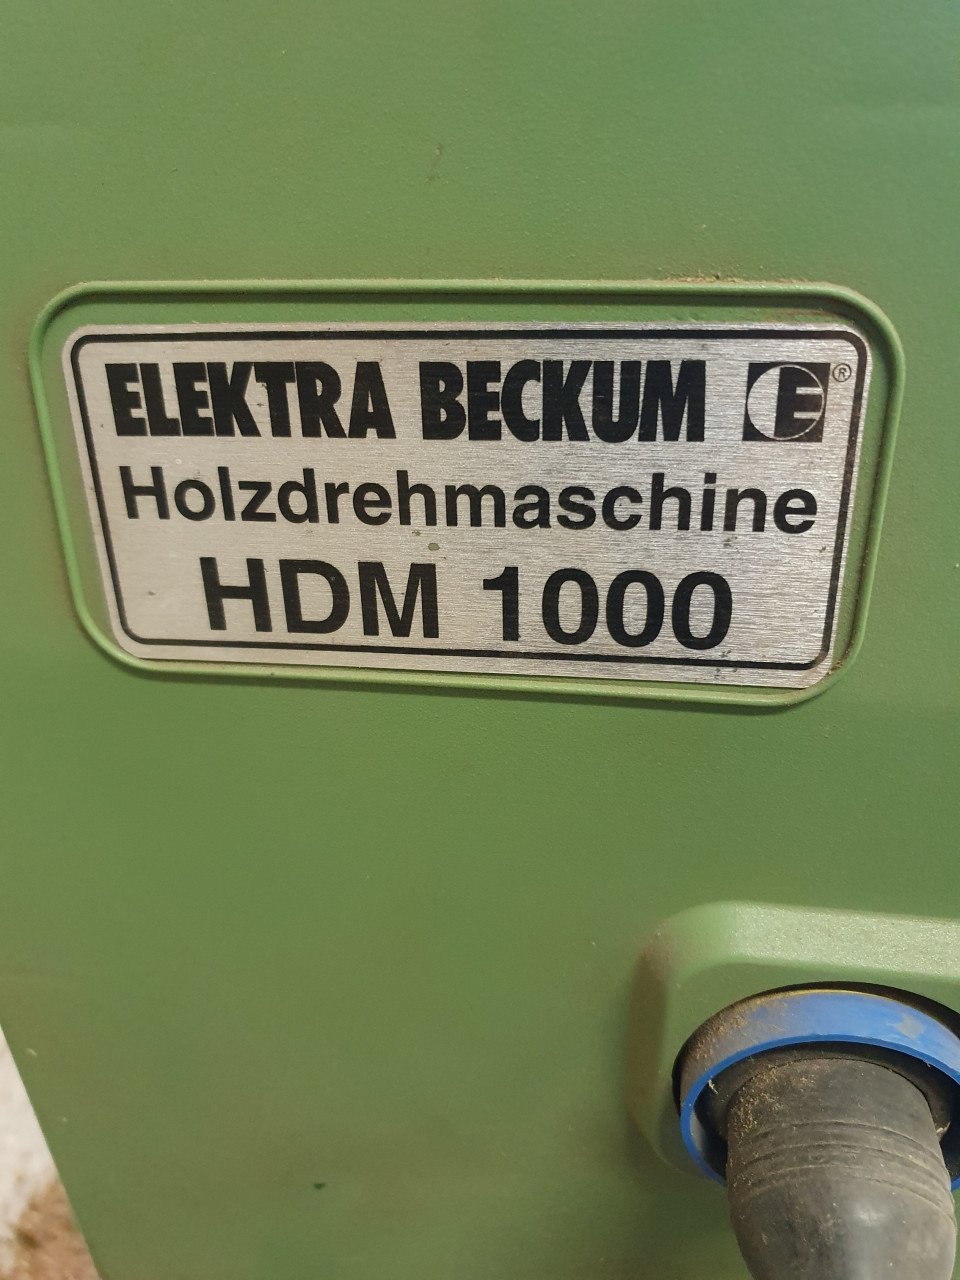 ELEKTRA BECKUM E®
Holzdrehmaschine
HDM 1000